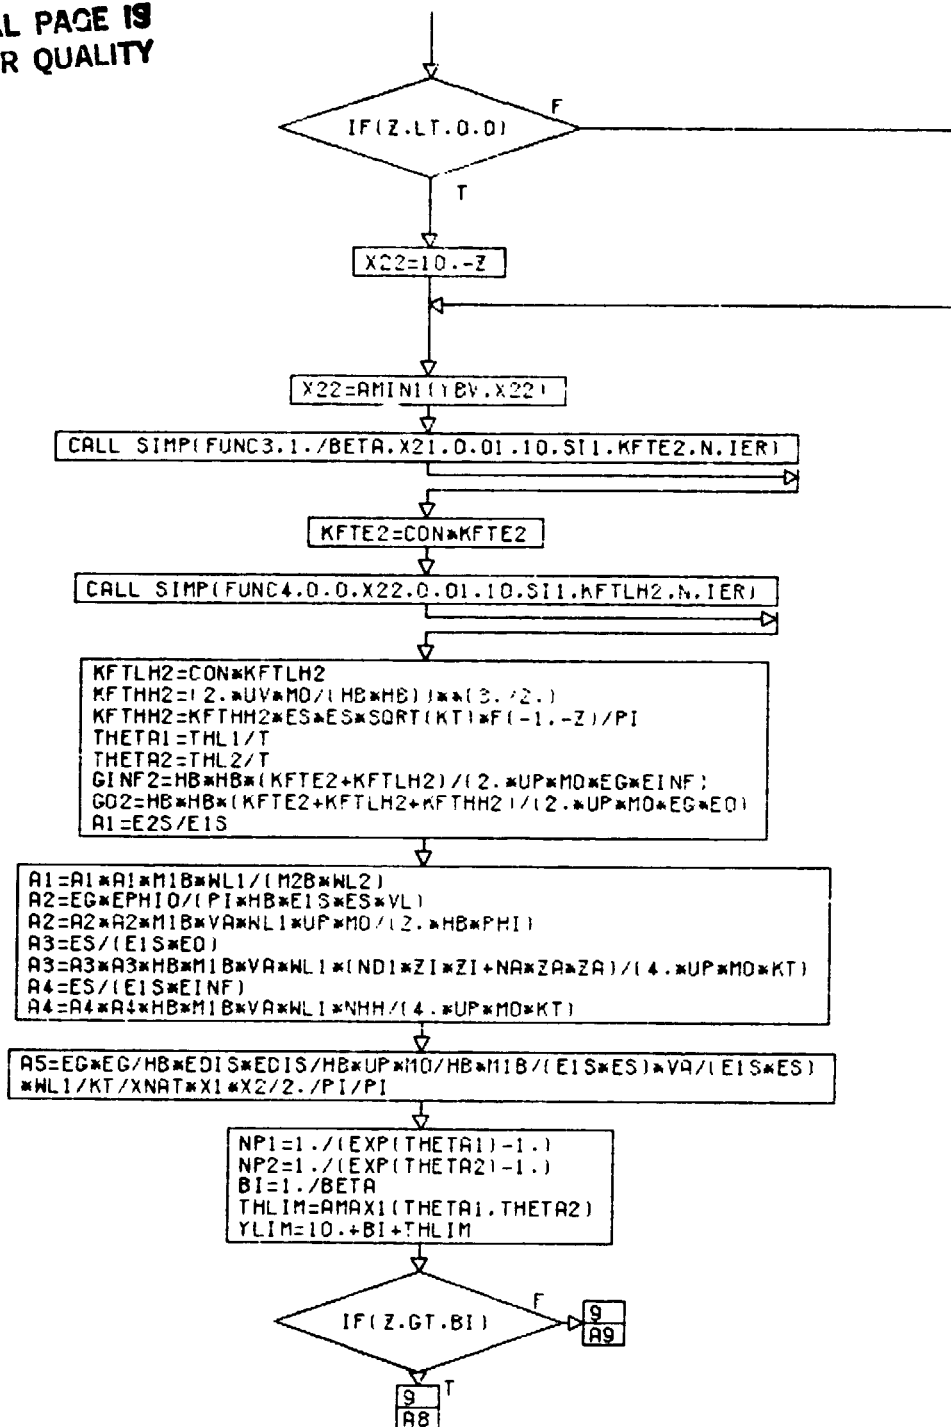 AL PAGE IS
R QUALITY
IF(Z.LT.0.0)
F
T
X22=10.-Z
X22=AMIN1(YBV.X22)
CALL SIMP(FUNC3.1./BETA.X21.0.01.10.SI1.KFTE2.N.IER)
KFTE2=CON*KFTE2
CALL SIMP(FUNC4.0.0.X22.0.01.10.SI1.KFTLH2.N.IER)
KFTLH2=CON*KFTLH2
KFTHH2=(2.*UV*MO/(HB*HB))**(3./2.)
KFTHH2=KFTHH2*ES*ES*SQRT(KT)*F(-1.-Z)/PI
THETA1=THL1/T
THETA2=THL2/T
GINF2=HB*HB*(KFTE2+KFTLH2)/(2.*UP*MO*EG*EINF)
GO2=HB*HB*(KFTE2+KFTLH2+KFTHH2)/(2.*UP*MO*EG*EO)
A1=E2S/E1S
A1=A1*A1*M1B*WL1/(M2B*WL2)
A2=EG*EPHIO/(PI*HB*E1S*ES*VL)
A2=A2*A2*M1B*VA*WL1*UP*MO/(2.*HB*PHI)
A3=ES/(E1S*EO)
A3=A3*A3*HB*M1B*VA*WL1*(ND1*ZI*ZI+NA*ZA*ZA)/(4.*UP*MO*KT)
A4=ES/(E1S*EINF)
A4=A4*A4*HB*M1B*VA*WL1*NHH/(4.*UP*MO*KT)
A5=EG*EG/HB*EDIS*EDIS/HB*UP*MO/HB*M1B/(E1S*ES)*VA/(E1S*ES)
*WL1/KT/XNAT*X1*X2/2./PI/PI
NP1=1./(EXP(THETA1)-1.)
NP2=1./(EXP(THETA2)-1.)
BI=1./BETA
THLIM=AMAX1(THETA1.THETA2)
YLIM=10.+BI+THLIM
IF(Z.GT.BI)
F
9
A9
T
9
A8